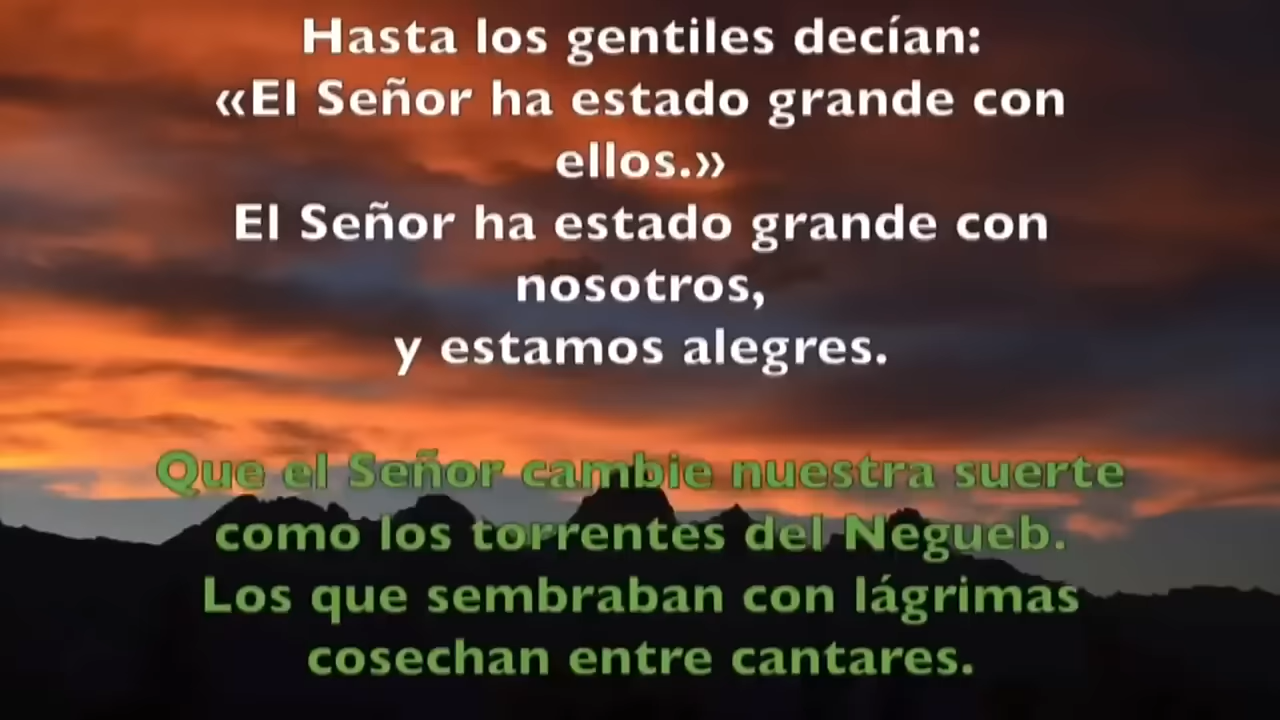 Hasta los gentiles decían:
«El Señor ha estado grande con
ellos.»
El Señor ha estado grande con
nosotros,
y estamos alegres.
Que el Señor cambie nuestra suerte
como los torrentes del Negueb.
Los que sembraban con lágrimas
cosechan entre cantares.